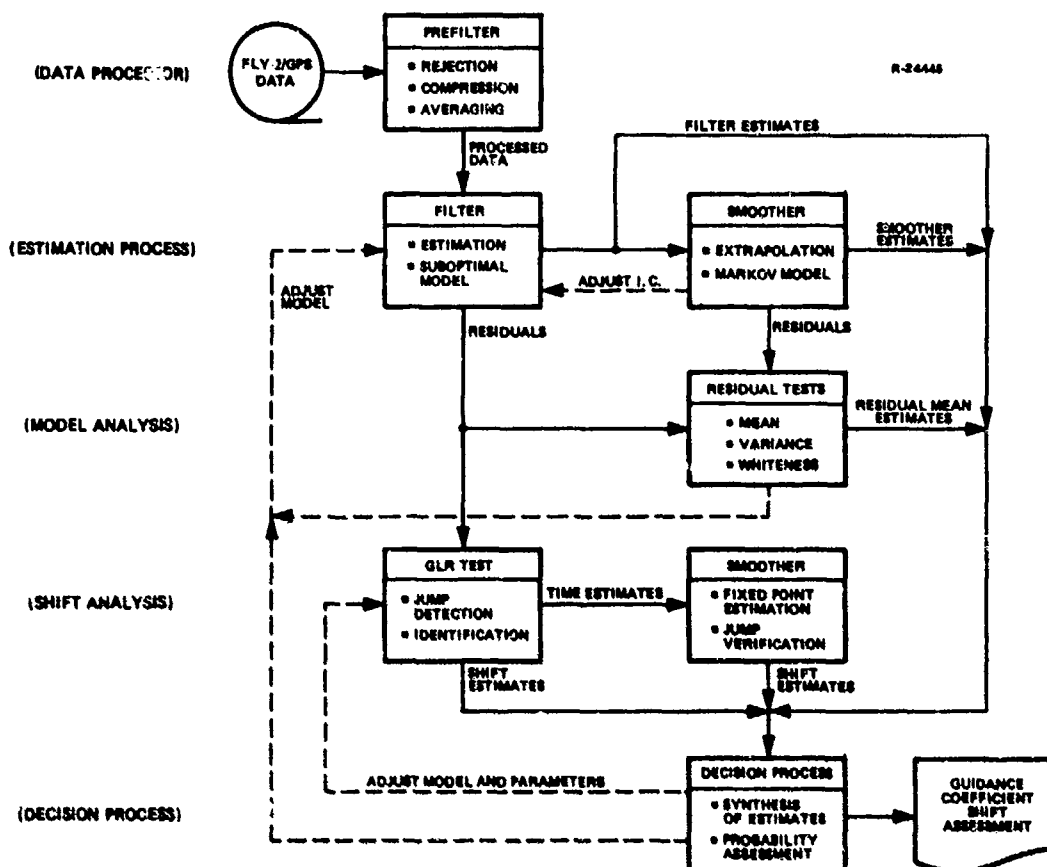 PREFILTER
(DATA PROCESSOR)
FLY-2/GPS
DATA
• REJECTION
• COMPRESSION
• AVERAGING
R-24446
FILTER ESTIMATES
PROCESSED
DATA
FILTER
SMOOTHER
(ESTIMATION PROCESS)
• ESTIMATION
• SUBOPTIMAL
MODEL
• EXTRAPOLATION
• MARKOV MODEL
SMOOTHER
ESTIMATES
ADJUST
MODEL
ADJUST I.C.
RESIDUALS
RESIDUALS
RESIDUAL TESTS
(MODEL ANALYSIS)
• MEAN
• VARIANCE
• WHITENESS
RESIDUAL MEAN
ESTIMATES
GLR TEST
SMOOTHER
(SHIFT ANALYSIS)
• JUMP
DETECTION
• IDENTIFICATION
TIME ESTIMATES
• FIXED POINT
ESTIMATION
• JUMP
VERIFICATION
SHIFT
ESTIMATES
SHIFT
ESTIMATES
ADJUST MODEL AND PARAMETERS
DECISION PROCESS
(DECISION PROCESS)
• SYNTHESIS
OF ESTIMATES
• PROBABILITY
ASSESSMENT
GUIDANCE
COEFFICIENT
SHIFT
ASSESSMENT